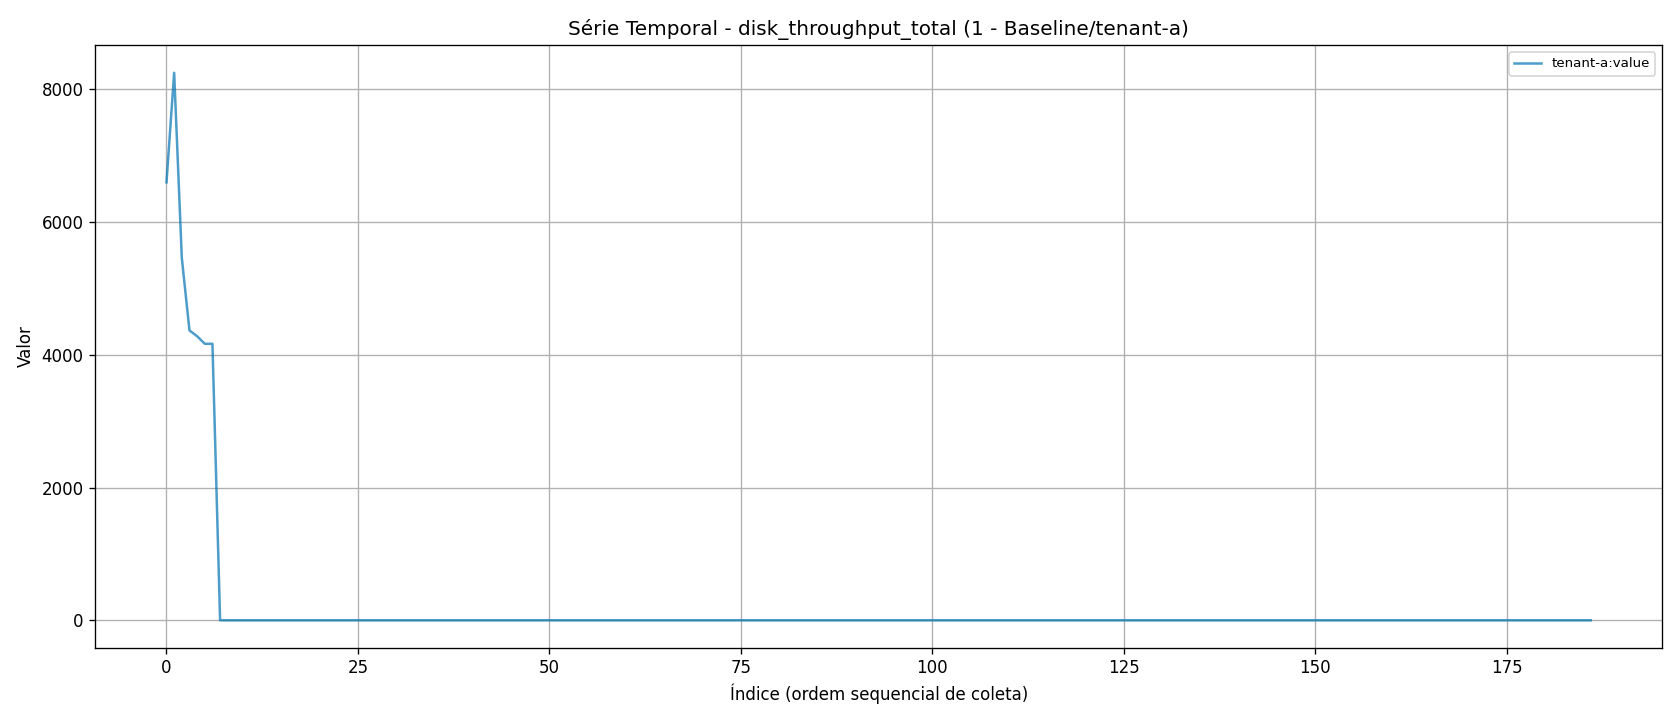 Série Temporal - disk_throughput_total (1 - Baseline/tenant-a)
tenant-a:value
Valor
8000
6000
4000
2000
0
0 25 50 75 100 125 150 175
Índice (ordem sequencial de coleta)